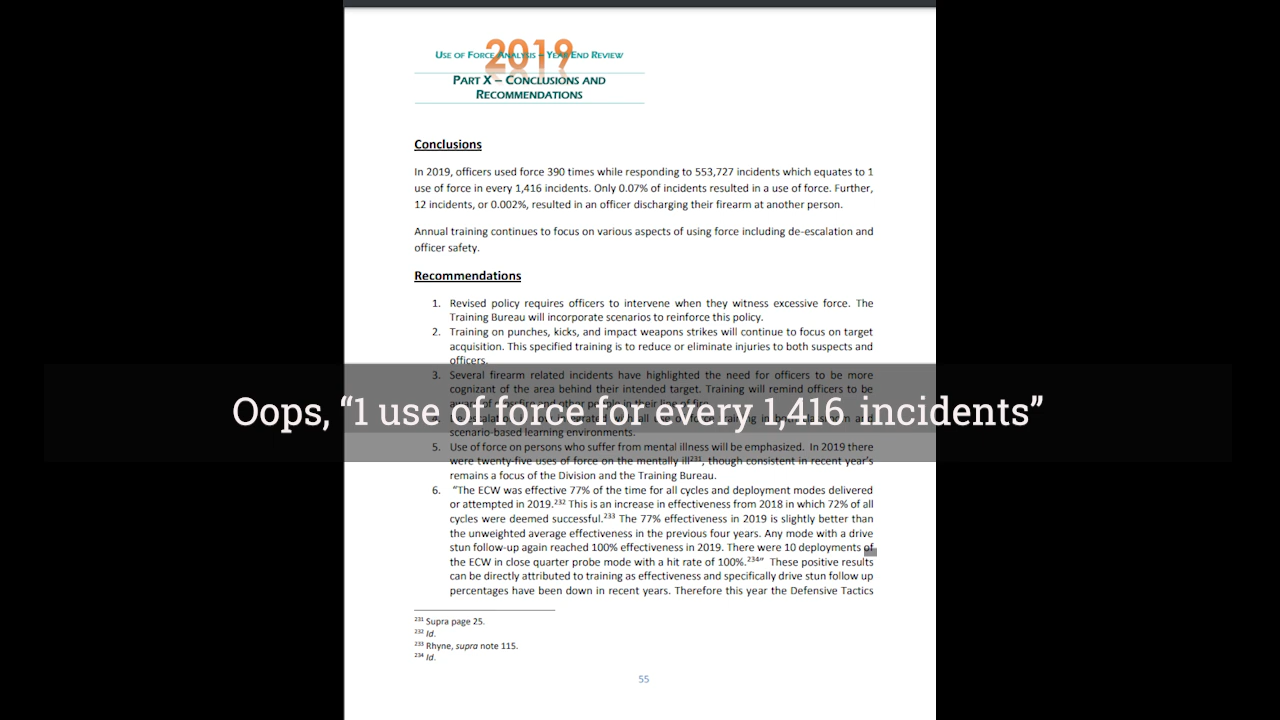 2019
Use of Force Analysis – Year End Review
Part X – Conclusions and
Recommendations
Conclusions
In 2019, officers used force 390 times while responding to 553,727 incidents which equates to 1
use of force in every 1,416 incidents. Only 0.07% of incidents resulted in a use of force. Further,
12 incidents, or 0.002%, resulted in an officer discharging their firearm at another person.
Annual training continues to focus on various aspects of using force including de-escalation and
officer safety.
Recommendations
1. Revised policy requires officers to intervene when they witness excessive force. The
Training Bureau will incorporate scenarios to reinforce this policy.
2. Training on punches, kicks, and impact weapons strikes will continue to focus on target
acquisition. This specified training is to reduce or eliminate injuries to both suspects and
officers.
3. Several firearm related incidents have highlighted the need for officers to be more
cognizant of the area behind their intended target. Training will remind officers to be
Oops, “1 use of force for every 1,416 incidents”
scenario-based learning environments.
5. Use of force on persons who suffer from mental illness will be emphasized. In 2019 there
were twenty-five uses of force on the mentally ill²³¹, though consistent in recent year’s
remains a focus of the Division and the Training Bureau.
6. “The ECW was effective 77% of the time for all cycles and deployment modes delivered
or attempted in 2019.²³² This is an increase in effectiveness from 2018 in which 72% of all
cycles were deemed successful.²³³ The 77% effectiveness in 2019 is slightly better than
the unweighted average effectiveness in the previous four years. Any mode with a drive
stun follow-up again reached 100% effectiveness in 2019. There were 10 deployments of
the ECW in close quarter probe mode with a hit rate of 100%.²³⁴” These positive results
can be directly attributed to training as effectiveness and specifically drive stun follow up
percentages have been down in recent years. Therefore this year the Defensive Tactics
²³¹ Supra page 25.
²³² Id.
²³³ Rhyne, supra note 115.
²³⁴ Id.
55